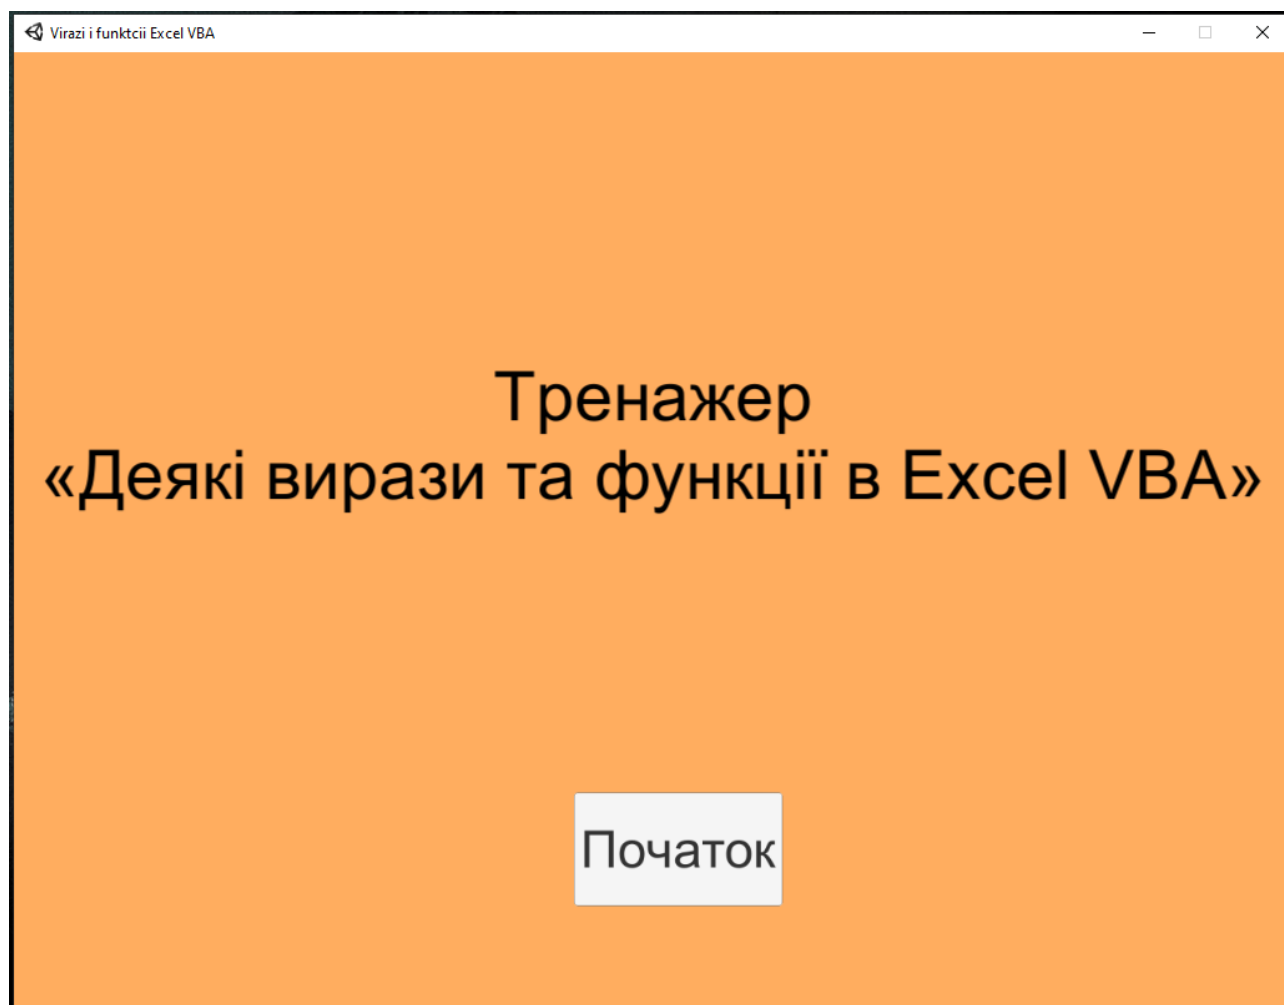 Virazi i funktcii Excel VBA
Тренажер
«Деякі вирази та функції в Excel VBA»
Початок